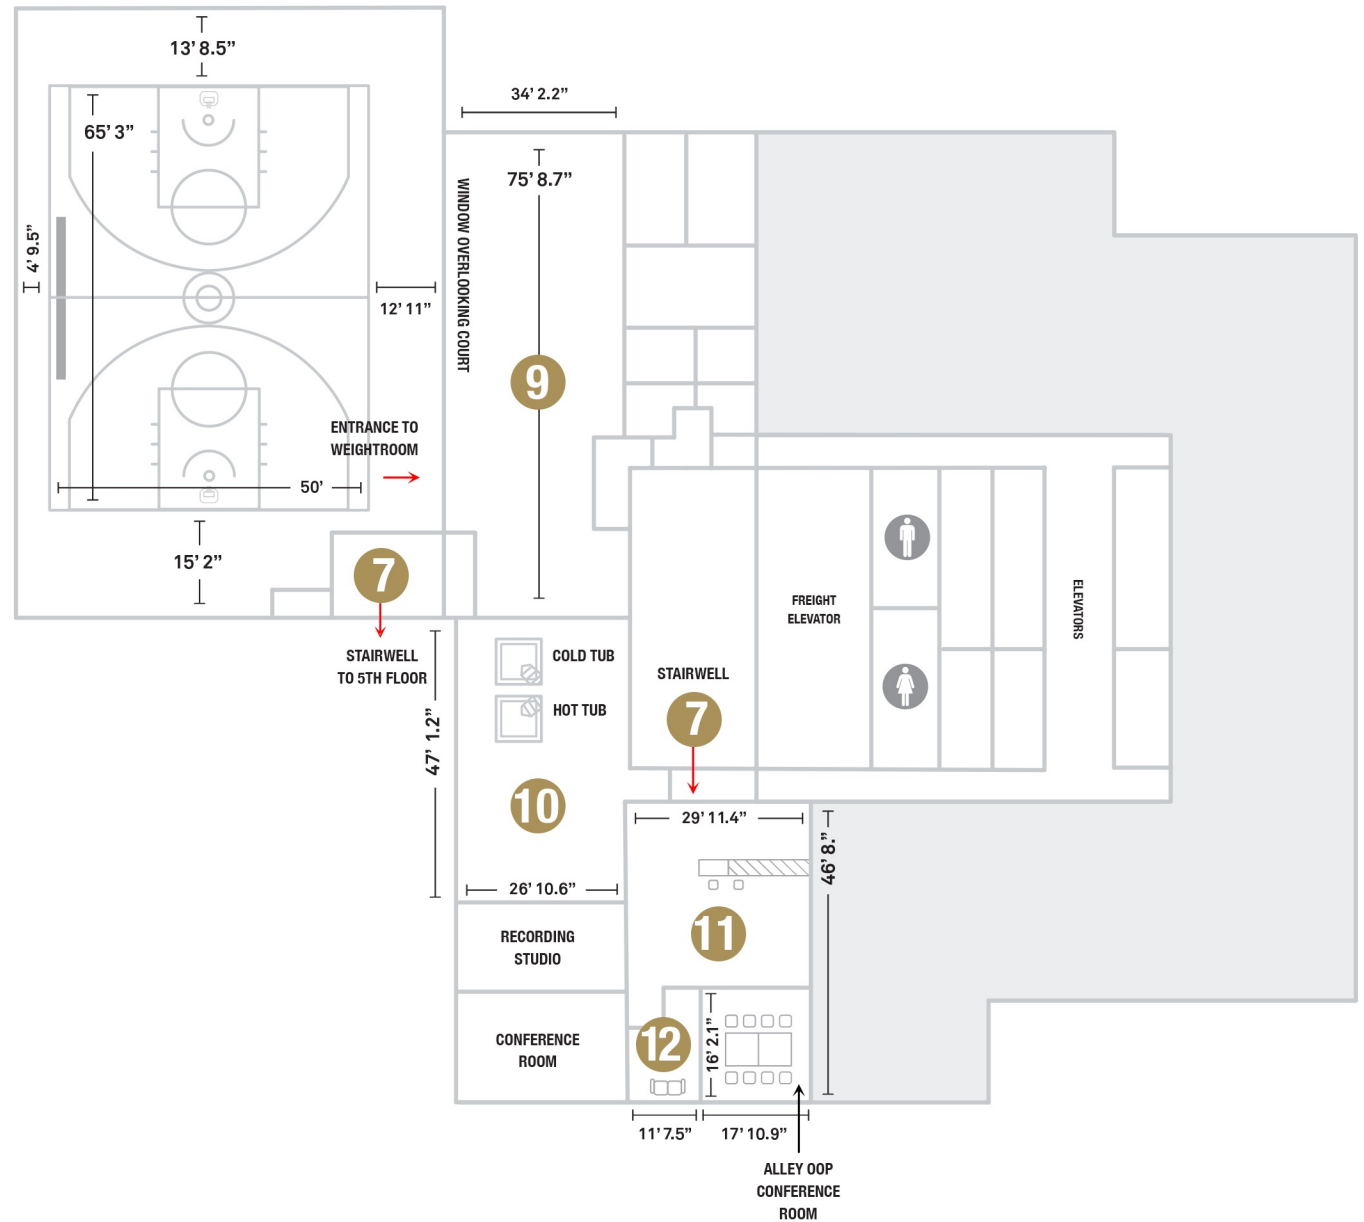 13’ 8.5”
34’ 2.2”
65’ 3”
75’ 8.7”
WINDOW OVERLOOKING COURT
4’ 9.5”
12’ 11”
9
ENTRANCE TO
WEIGHTROOM
50’
15’ 2”
7
STAIRWELL
TO 5TH FLOOR
FREIGHT
ELEVATOR
ELEVATORS
COLD TUB
HOT TUB
STAIRWELL
7
47’ 1.2”
10
26’ 10.6”
29’ 11.4”
46’ 8.”
11
RECORDING
STUDIO
CONFERENCE
ROOM
12
16’ 2.1”
11’ 7.5”
17’ 10.9”
ALLEY OOP
CONFERENCE
ROOM